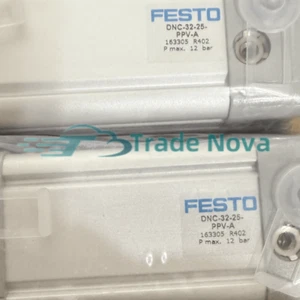 FESTO
DNC-32-25-
PPV-A
163305 R402
P max. 12 bar
Trade Nova
FESTO
DNC-32-25-
PPV-A
163305 R402
P max. 12 bar